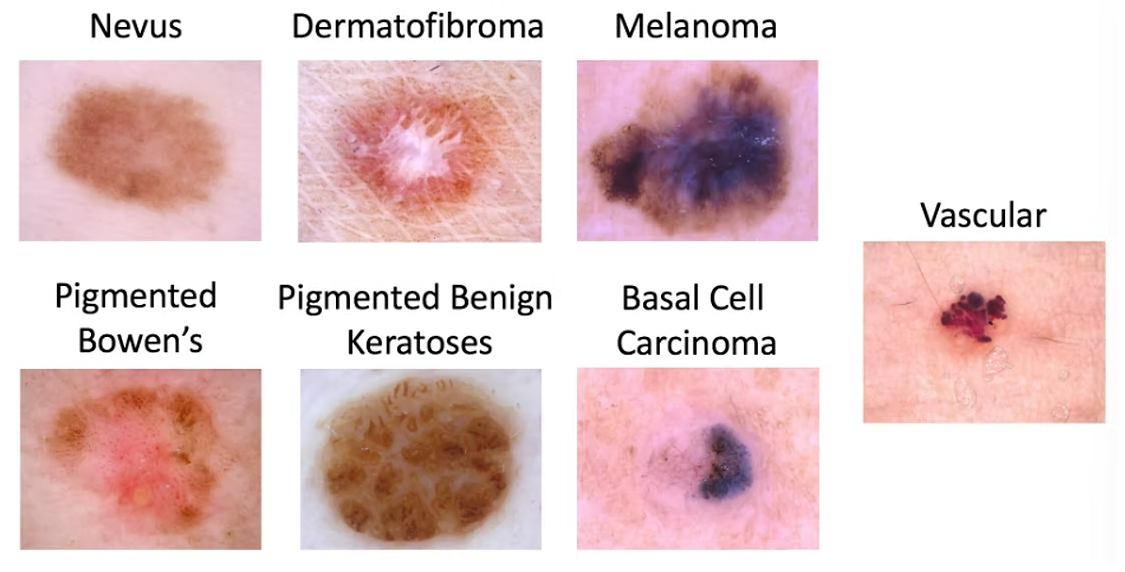 Nevus
Dermatofibroma
Melanoma
Vascular
Pigmented
Bowen's
Pigmented Benign
Keratoses
Basal Cell
Carcinoma